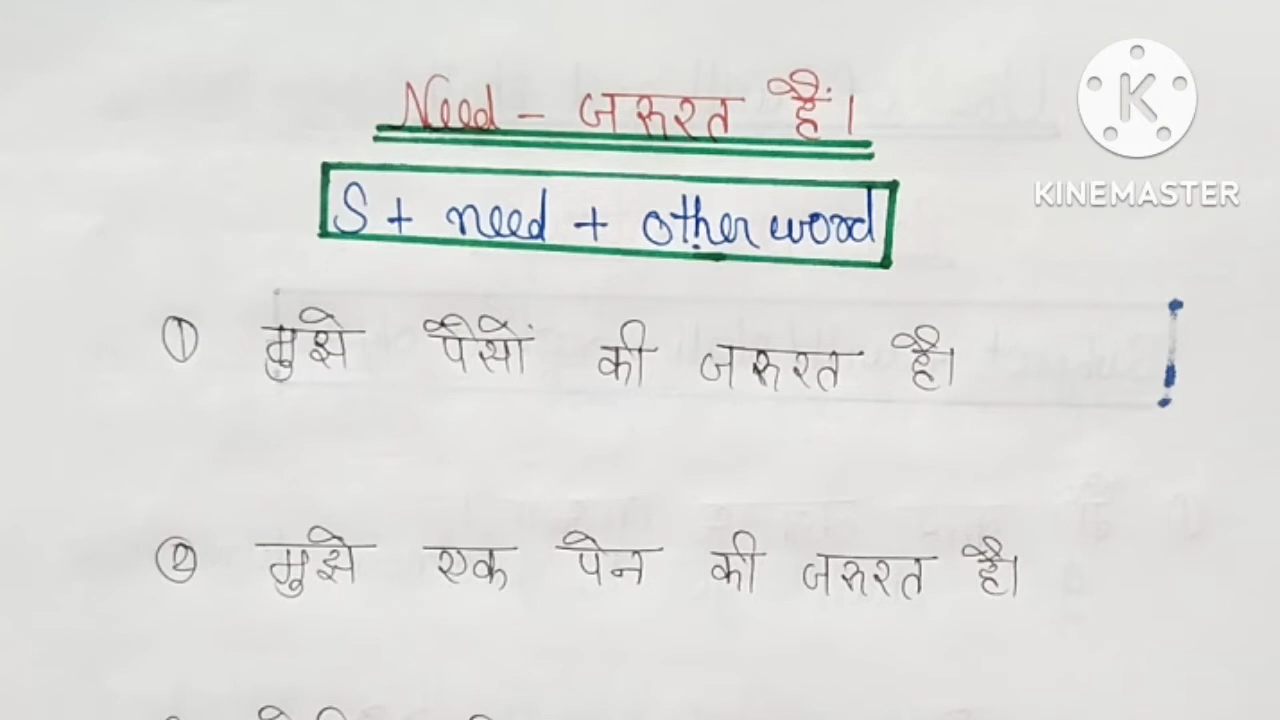 Need - जरूरत हैं।
K
KINEMASTER
S + need + other word
① मुझे पैसों की जरूरत है।
② मुझे एक पेन की जरूरत है।